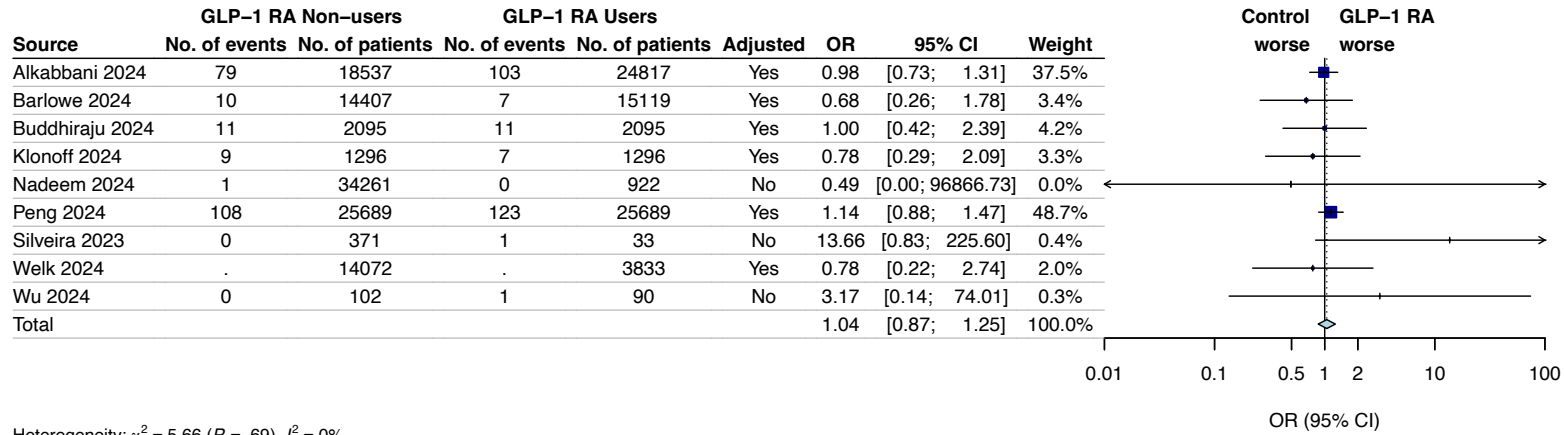 GLP−1 RA Non−users GLP−1 RA Users Control GLP−1 RA
Source No. of events No. of patients No. of events No. of patients Adjusted OR 95% CI Weight worse worse
Alkabbani 2024 79 18537 103 24817 Yes 0.98 [0.73; 1.31] 37.5%
Barlowe 2024 10 14407 7 15119 Yes 0.68 [0.26; 1.78] 3.4%
Buddhiraju 2024 11 2095 11 2095 Yes 1.00 [0.42; 2.39] 4.2%
Klonoff 2024 9 1296 7 1296 Yes 0.78 [0.29; 2.09] 3.3%
Nadeem 2024 1 34261 0 922 No 0.49 [0.00; 96866.73] 0.0%
Peng 2024 108 25689 123 25689 Yes 1.14 [0.88; 1.47] 48.7%
Silveira 2023 0 371 1 33 No 13.66 [0.83; 225.60] 0.4%
Welk 2024 . 14072 . 3833 Yes 0.78 [0.22; 2.74] 2.0%
Wu 2024 0 102 1 90 No 3.17 [0.14; 74.01] 0.3%
Total 1.04 [0.87; 1.25] 100.0%
0.01 0.1 0.5 1 2 10 100
OR (95% CI)
Heterogeneity: χ² = 5.66 (P = .69), I² = 0%